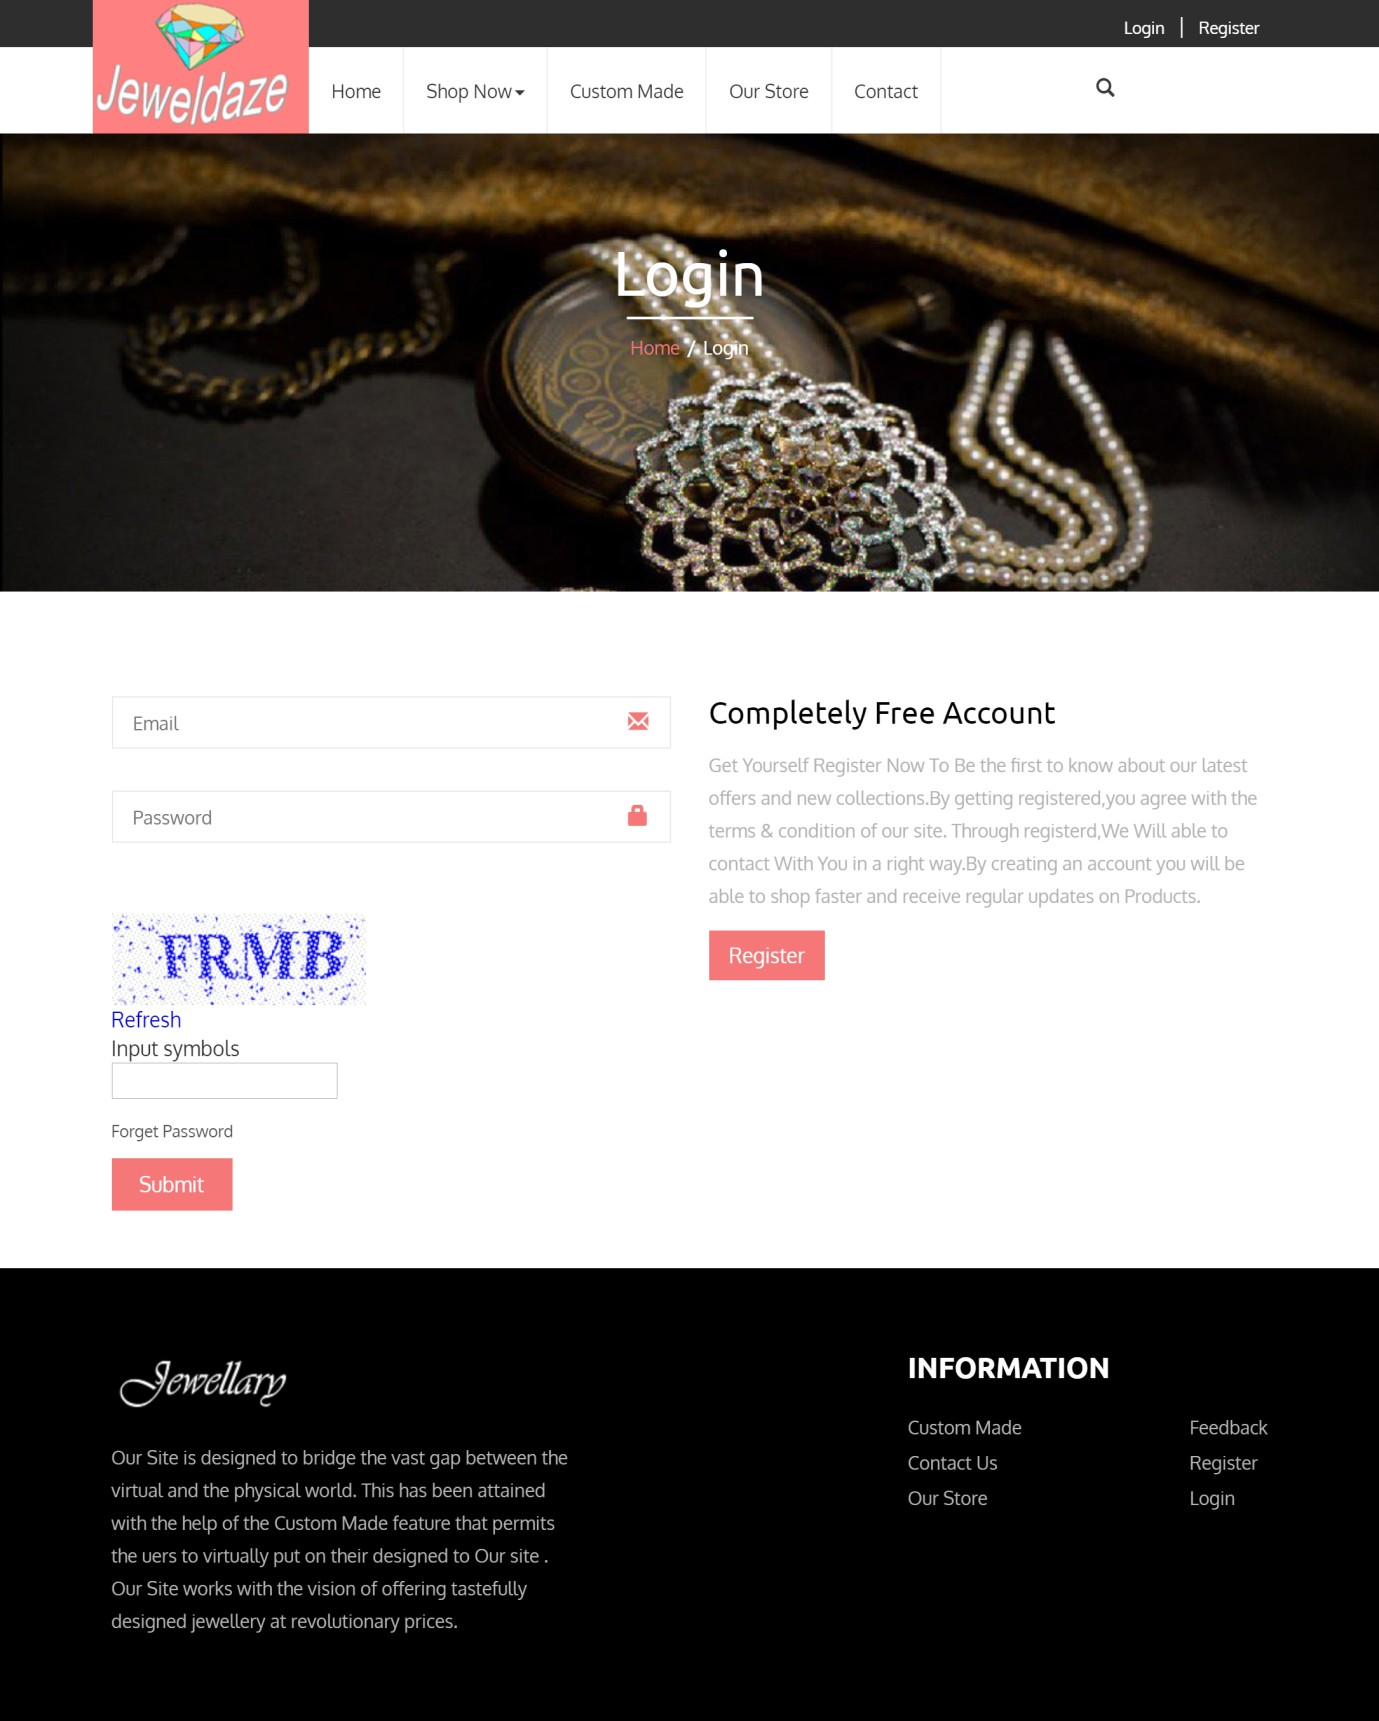 Login | Register
Jeweldaze
Home
Shop Now
Custom Made
Our Store
Contact
Login
Home / Login
Email
Password
FRMB
Refresh
Input symbols
Forget Password
Submit
Completely Free Account
Get Yourself Register Now To Be the first to know about our latest
offers and new collections.By getting registered,you agree with the
terms & condition of our site. Through registerd,We Will able to
contact With You in a right way.By creating an account you will be
able to shop faster and receive regular updates on Products.
Register
Jewellary
Our Site is designed to bridge the vast gap between the
virtual and the physical world. This has been attained
with the help of the Custom Made feature that permits
the uers to virtually put on their designed to Our site .
Our Site works with the vision of offering tastefully
designed jewellery at revolutionary prices.
INFORMATION
Custom Made
Contact Us
Our Store
Feedback
Register
Login